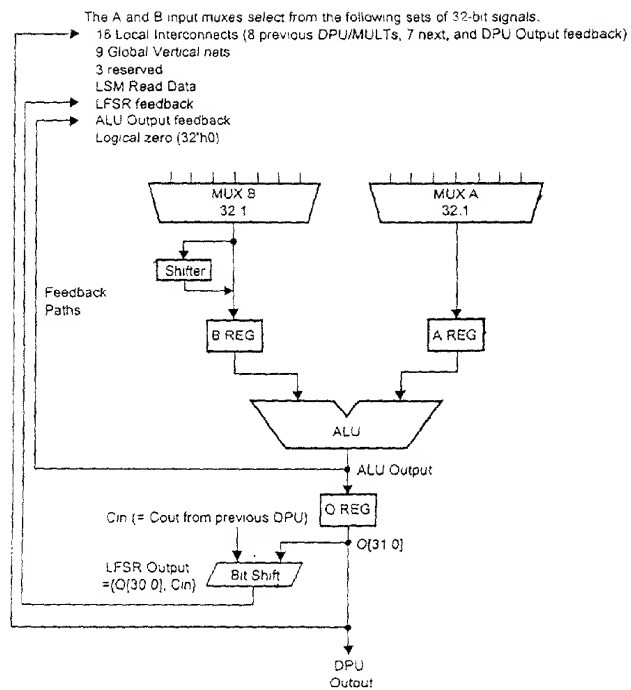 The A and B input muxes select from the following sets of 32-bit signals.
16 Local Interconnects (8 previous DPU/MULTs, 7 next, and DPU Output feedback)
9 Global Vertical nets
3 reserved
LSM Read Data
LFSR feedback
ALU Output feedback
Logical zero (32'h0)
MUX B
32 1
MUX A
32.1
Shifter
Feedback
Paths
B REG
A REG
ALU
ALU Output
Cin (= Cout from previous DPU)
O REG
O[31 0]
LFSR Output
={O[30 0], Cin}
Bit Shift
DPU
Output